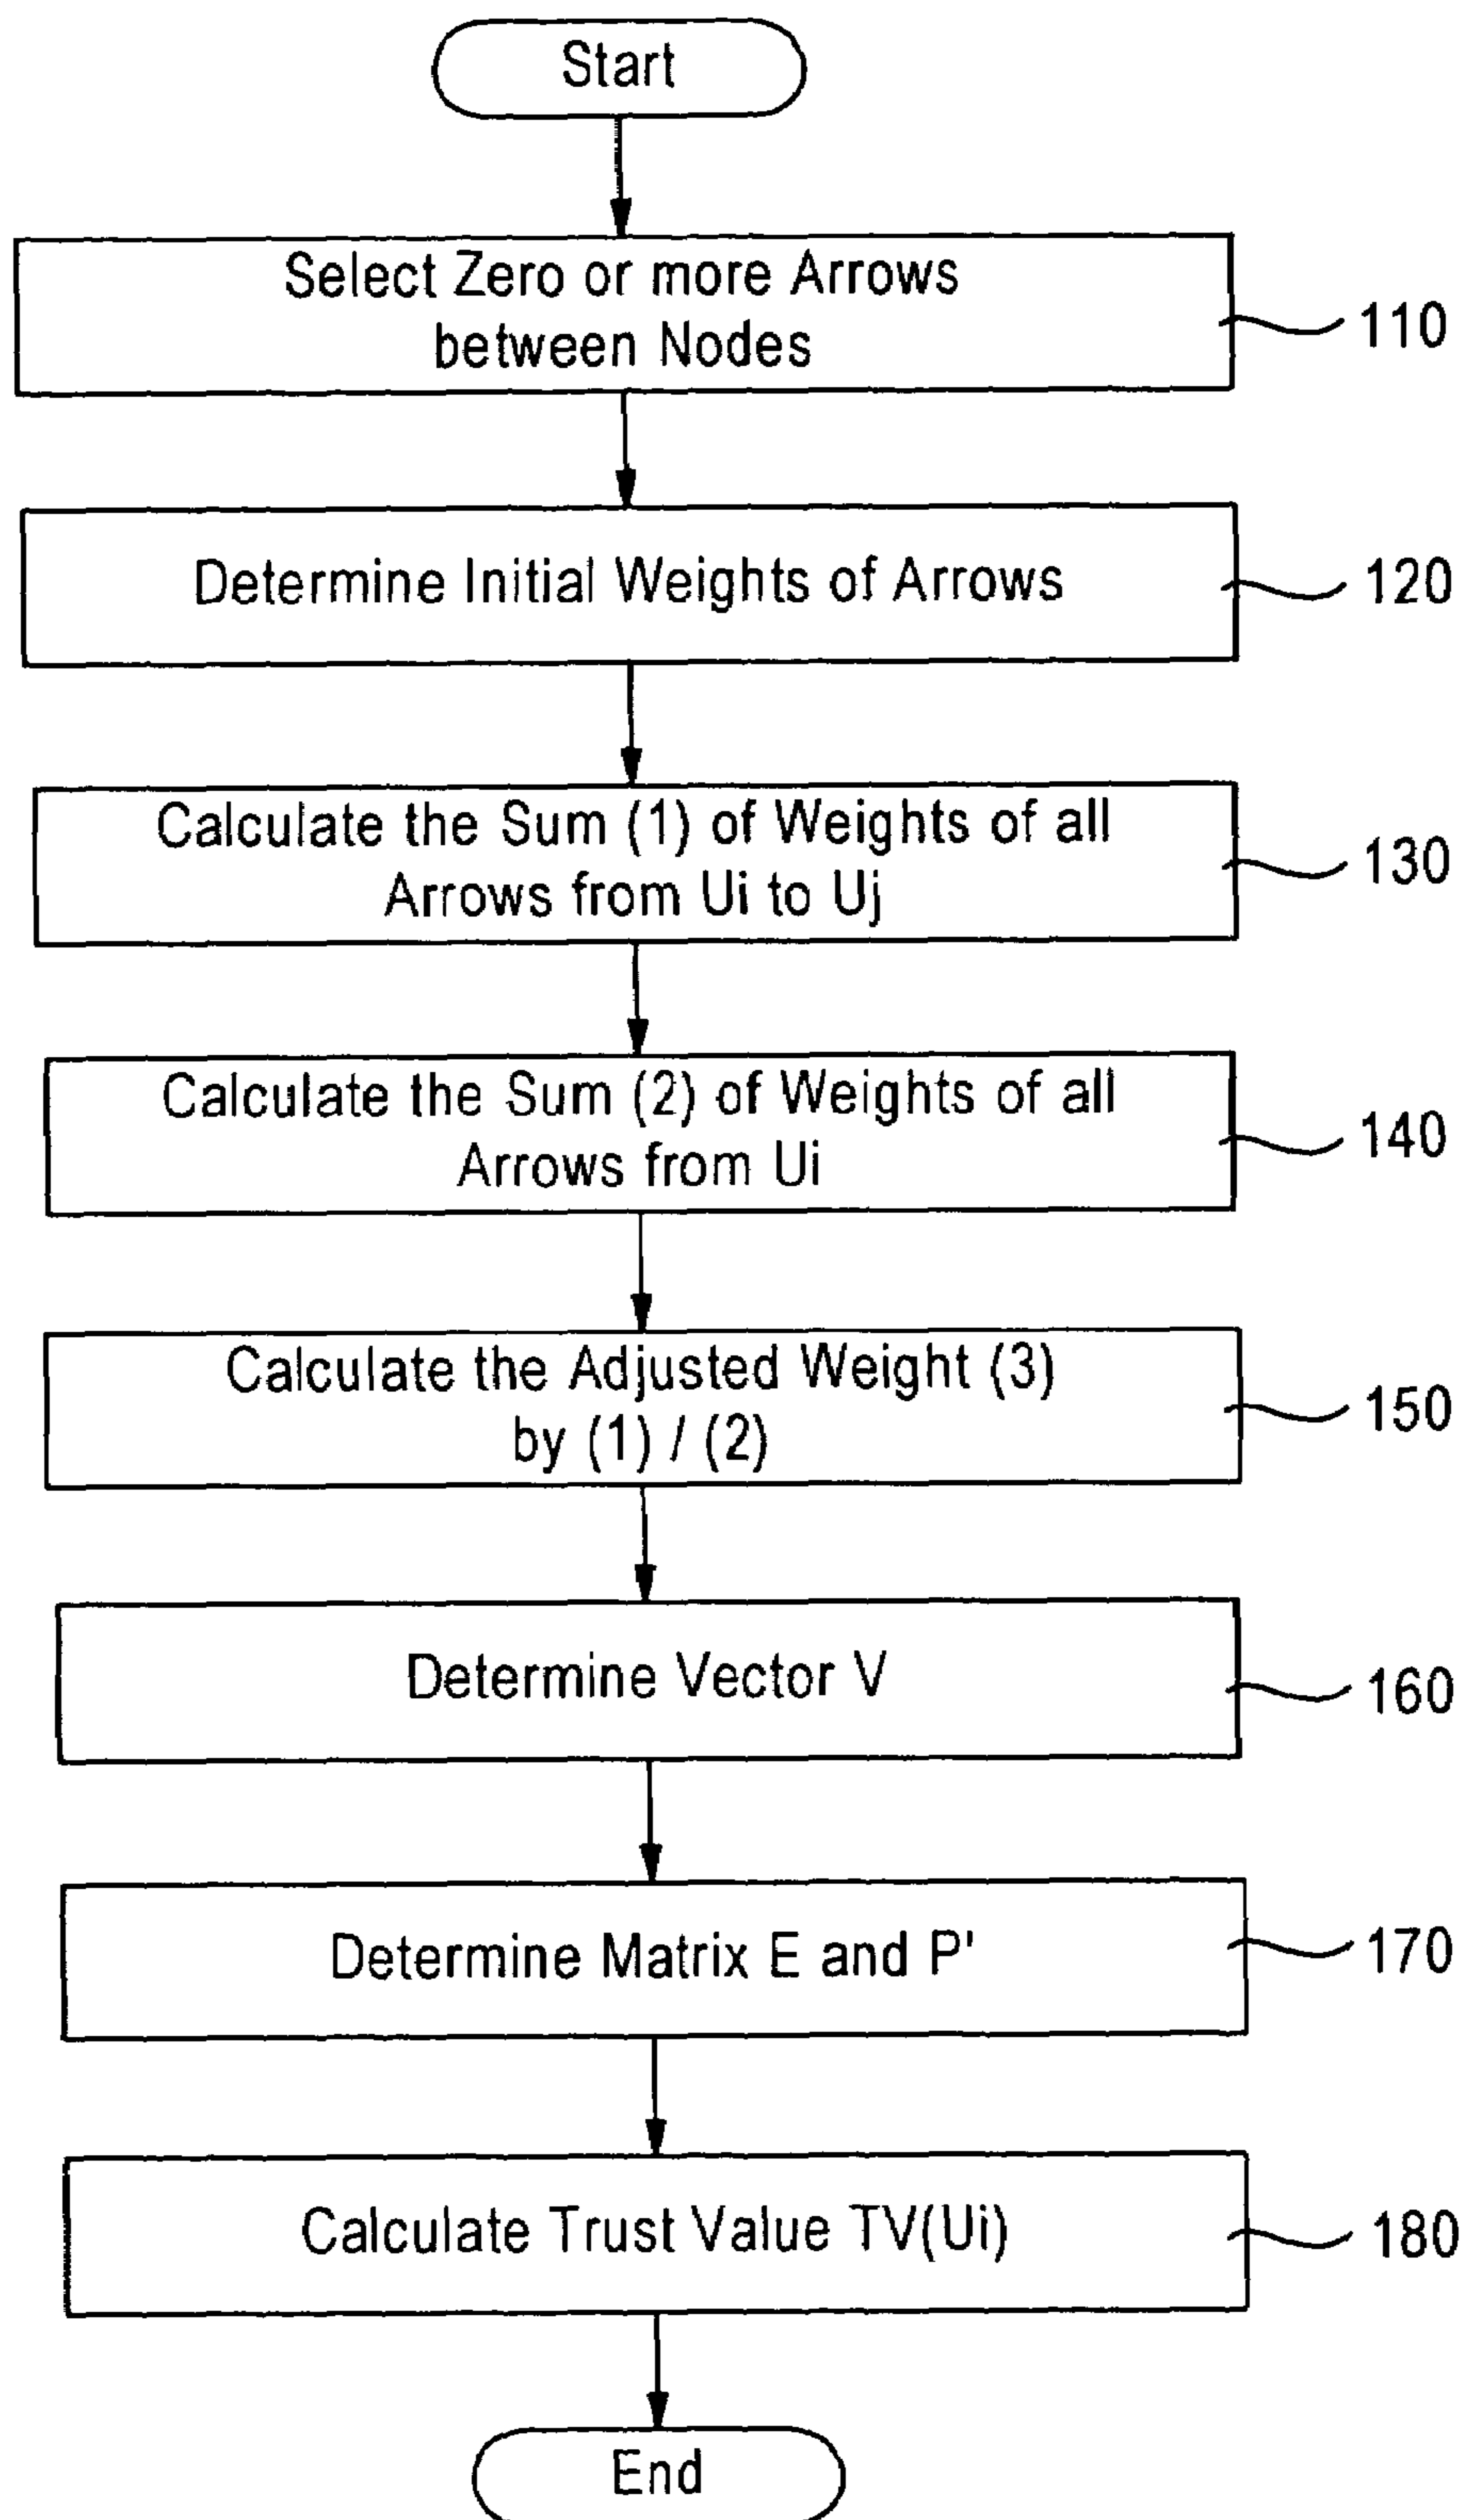 Start
Select Zero or more Arrows
between Nodes
110
Determine Initial Weights of Arrows
120
Calculate the Sum (1) of Weights of all
Arrows from Ui to Uj
130
Calculate the Sum (2) of Weights of all
Arrows from Ui
140
Calculate the Adjusted Weight (3)
by (1) / (2)
150
Determine Vector V
160
Determine Matrix E and P'
170
Calculate Trust Value TV(Ui)
180
End